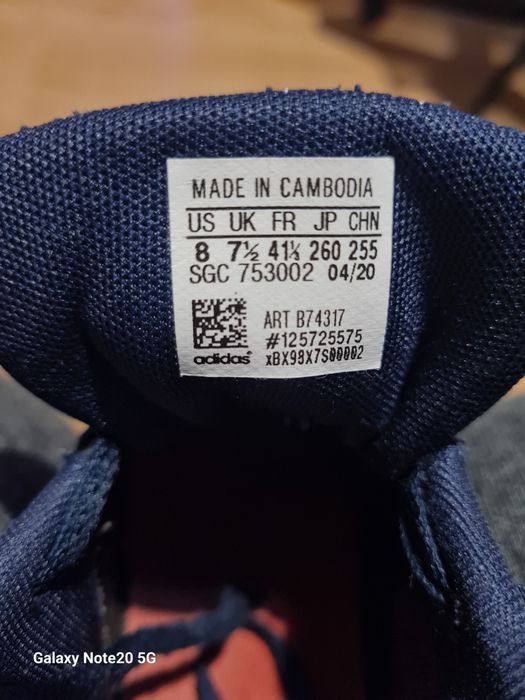 MADE IN CAMBODIA
US UK FR JP CHN
8 7½ 41⅓ 260 255
SGC 753002 04/20
ART B74317
#125725575
adidas xBX98X7S00002
Galaxy Note20 5G